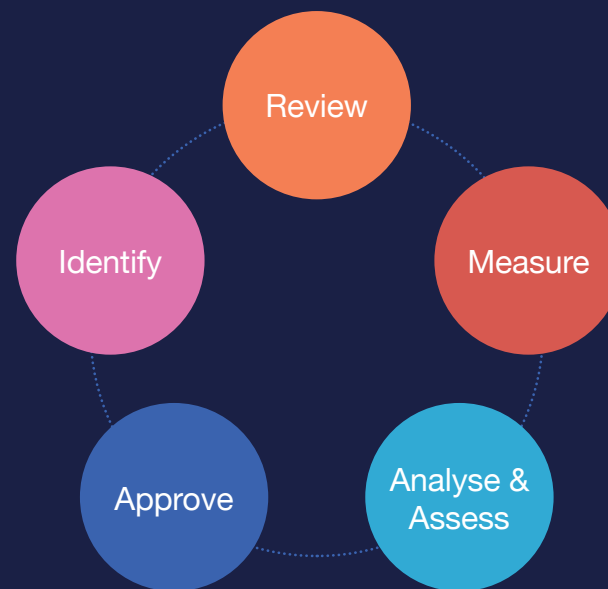 Review
Identify
Measure
Analyse &
Assess
Approve